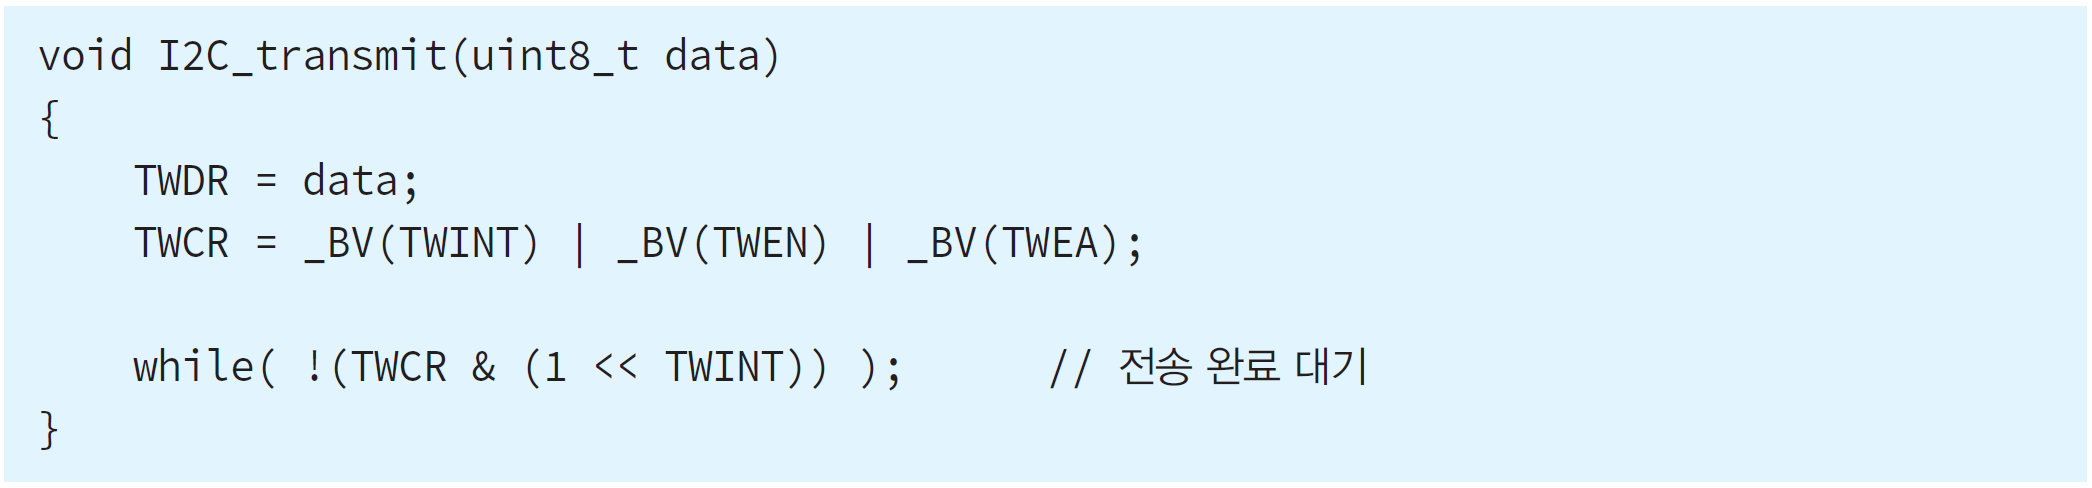 void I2C_transmit(uint8_t data)
{
    TWDR = data;
    TWCR = _BV(TWINT) | _BV(TWEN) | _BV(TWEA);
    while( !(TWCR & (1 << TWINT)) );      // 전송 완료 대기
}